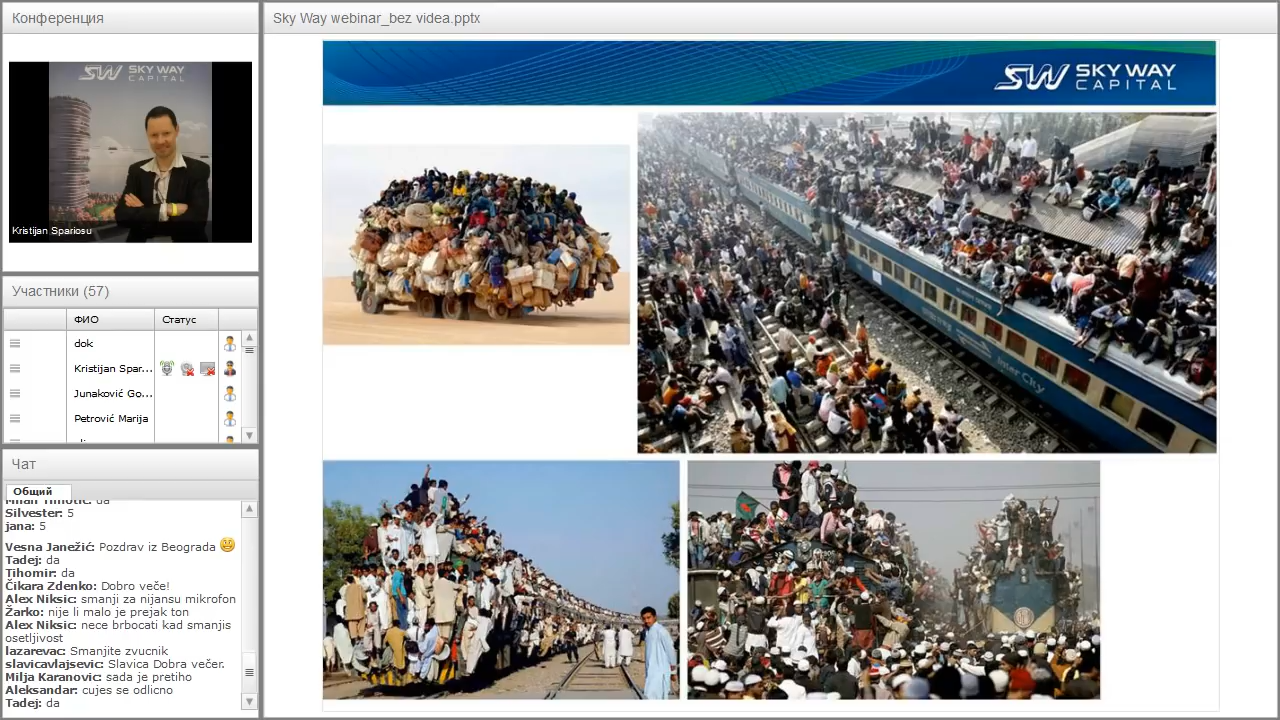 Конференция
SKY WAY
CAPITAL
Kristijan Spariosu
Участники (57)
ФИО
Статус
dok
Kristijan Spar...
Junaković Go...
Petrović Marija
Чат
Общий
Silvester: 5
jana: 5
Vesna Janežić: Pozdrav iz Beograda
Tadej: da
Tihomir: da
Čikara Zdenko: Dobro veče!
Alex Niksic: smanji za nijansu mikrofon
Žarko: nije li malo je prejak ton
Alex Niksic: nece brbocati kad smanjis
osetljivost
lazarevac: Smanjite zvucnik
slavicavlajsevic: Slavica Dobra večer.
Milja Karanovic: sada je pretiho
Aleksandar: cujes se odlicno
Tadej: da
Sky Way webinar_bez videa.pptx
SW SKY WAY
CAPITAL
Inter City